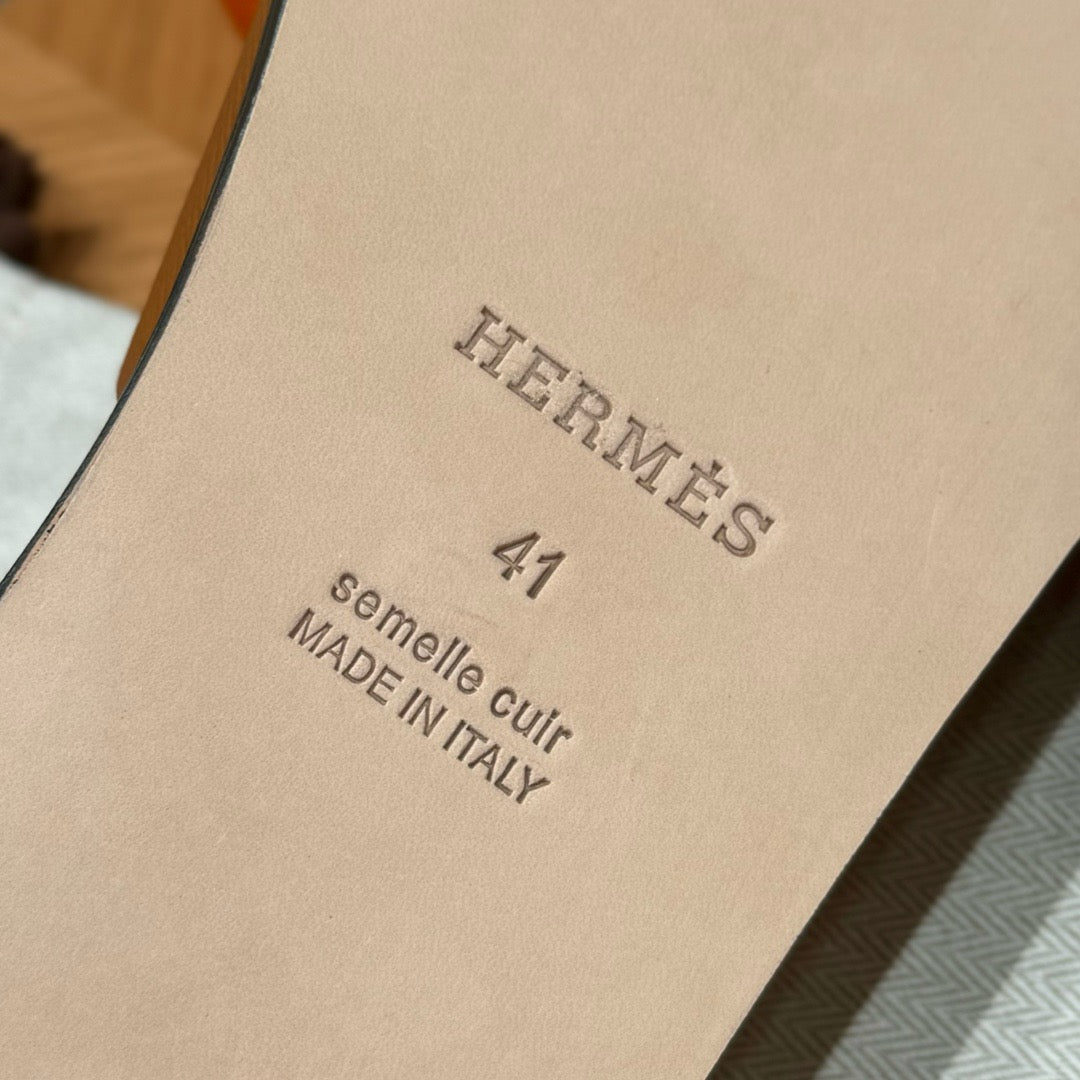 HERMÈS
41
semelle cuir
MADE IN ITALY